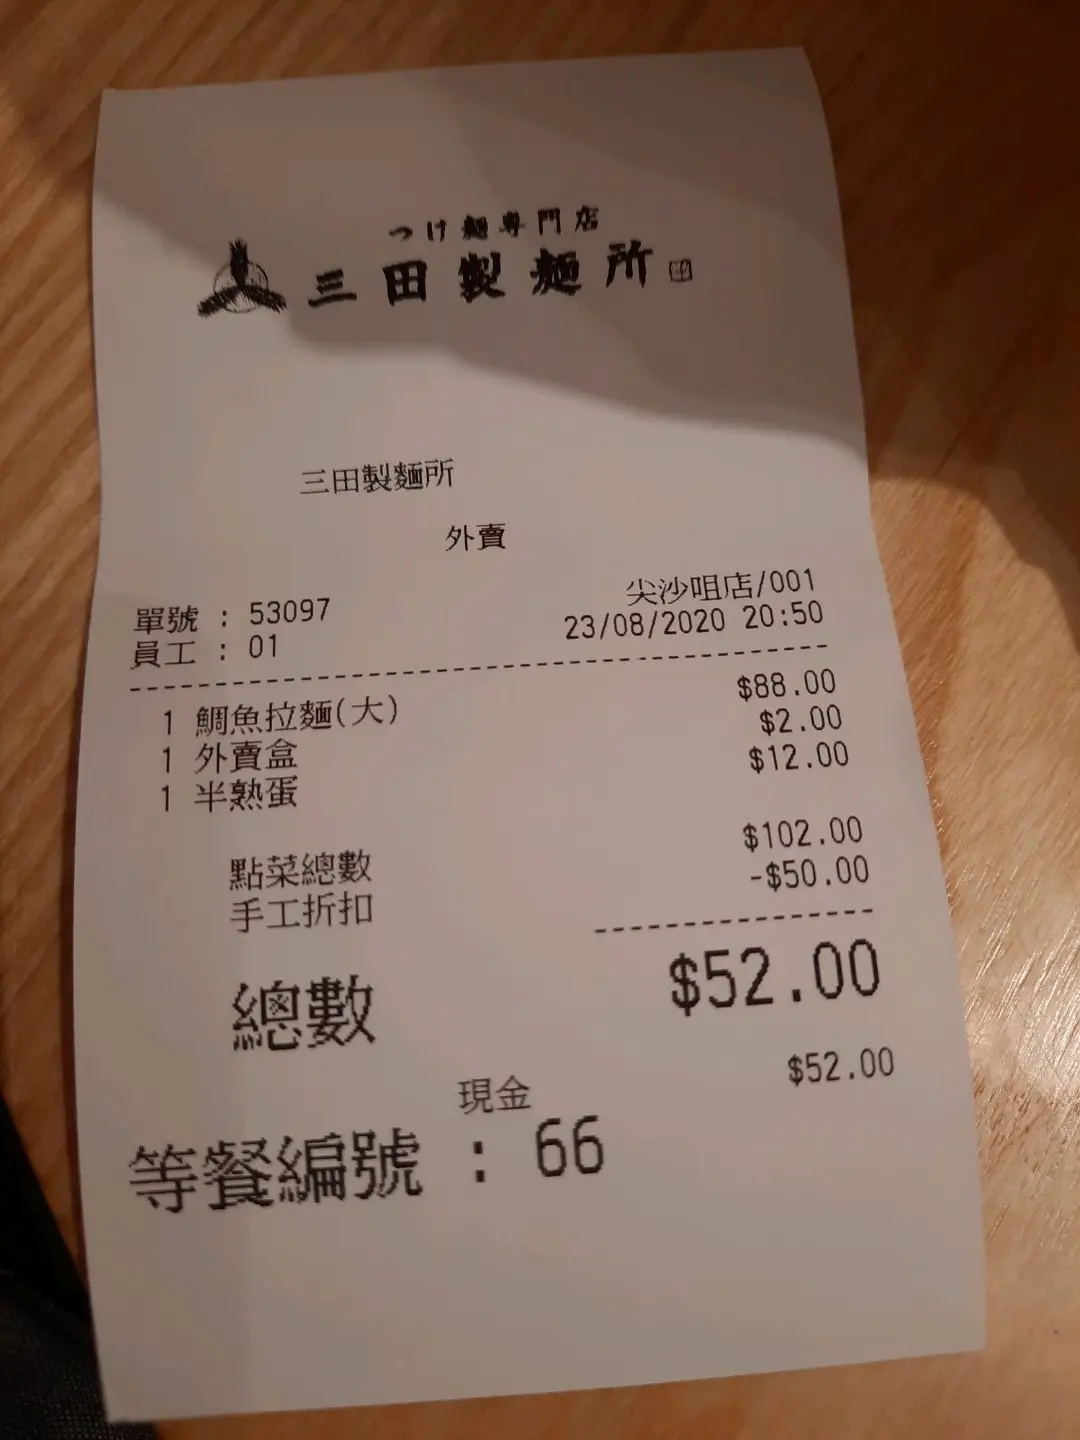 つけ麺専門店
三田製麺所
三田製麵所
外賣
尖沙咀店/001
單號 : 53097
23/08/2020 20:50
員工 : 01
1 鯛魚拉麵(大) $88.00
1 外賣盒 $2.00
1 半熟蛋 $12.00
點菜總數 $102.00
手工折扣 -$50.00
總數 $52.00
現金 $52.00
等餐編號 : 66